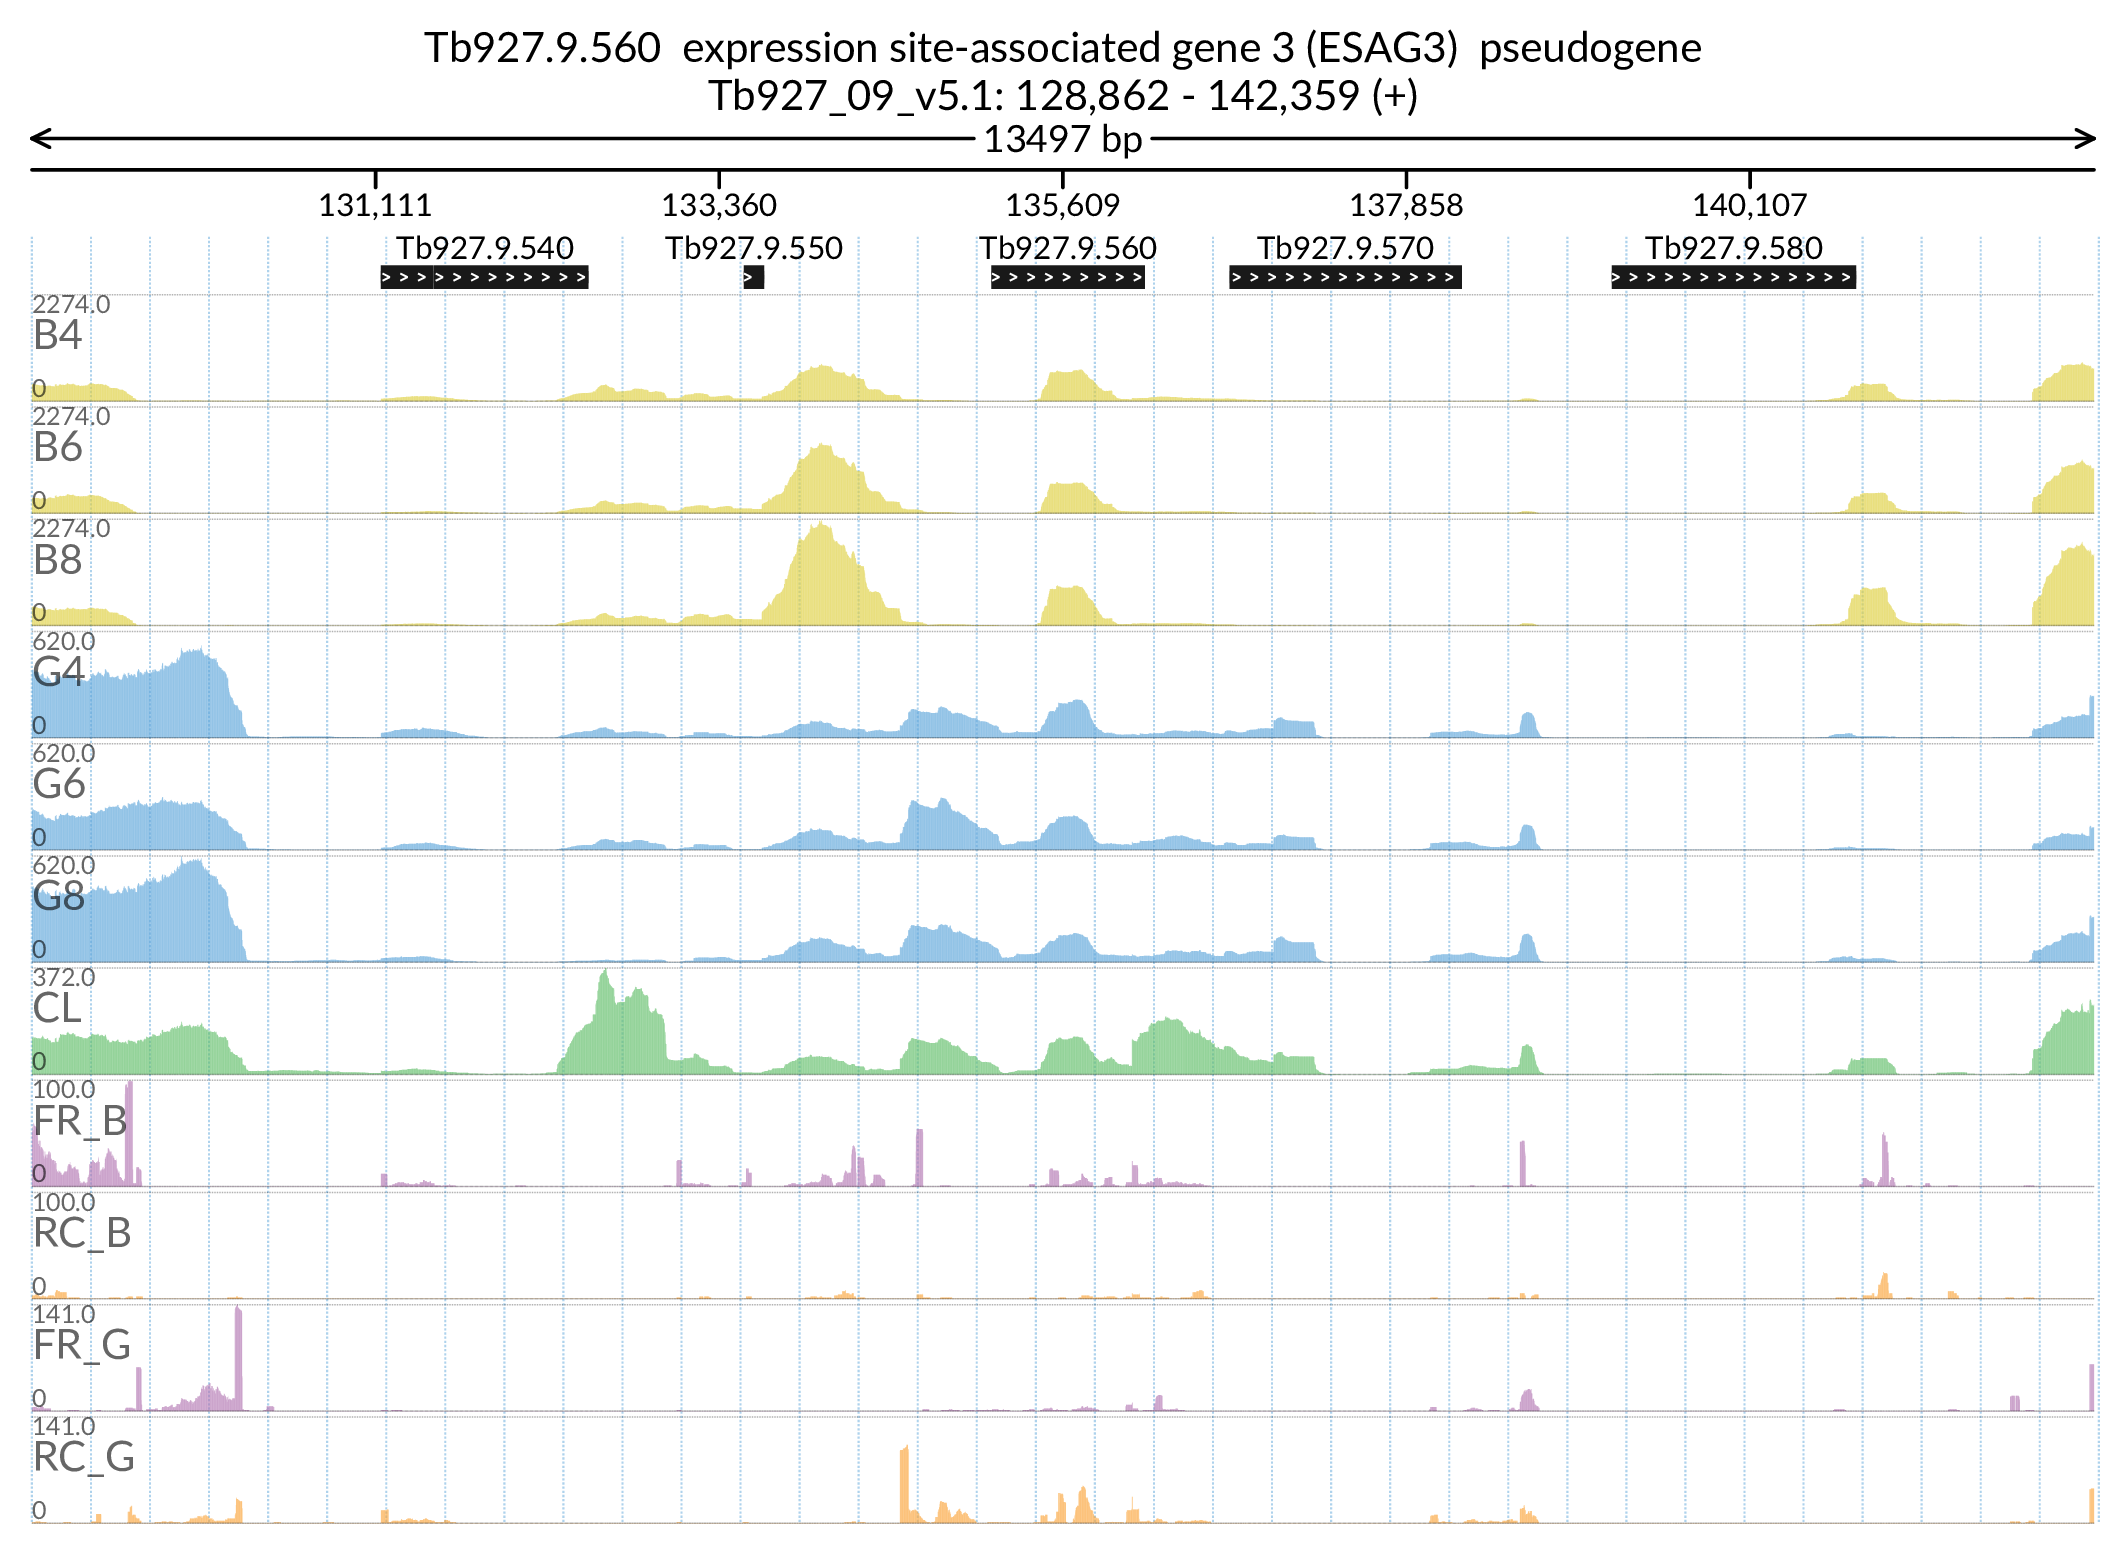 Tb927.9.560 expression site-associated gene 3 (ESAG3) pseudogene
Tb927_09_v5.1: 128,862 - 142,359 (+)
13497 bp
131,111 133,360 135,609 137,858 140,107
Tb927.9.540 Tb927.9.550 Tb927.9.560 Tb927.9.570 Tb927.9.580
2274.0
B4
0
2274.0
B6
0
2274.0
B8
0
620.0
G4
0
620.0
G6
0
620.0
G8
0
372.0
CL
0
100.0
FR_B
0
100.0
RC_B
0
141.0
FR_G
0
141.0
RC_G
0